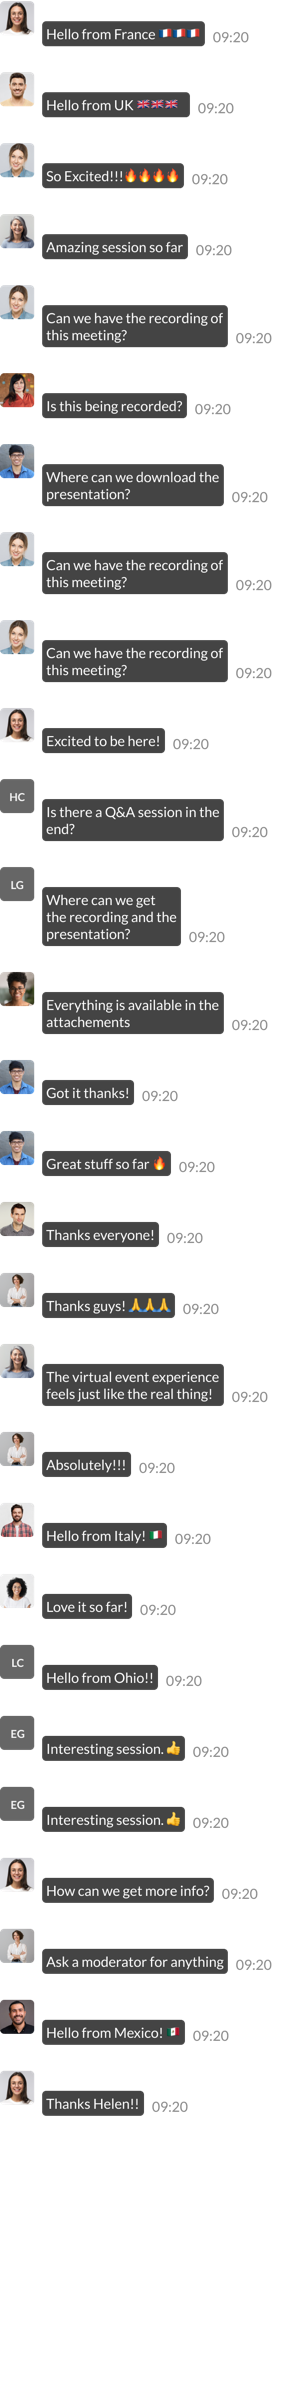 Hello from France 🇫🇷🇫🇷🇫🇷 09:20
Hello from UK 🇬🇧🇬🇧🇬🇧 09:20
So Excited!!!🔥🔥🔥🔥 09:20
Amazing session so far 09:20
Can we have the recording of
this meeting? 09:20
Is this being recorded? 09:20
Where can we download the
presentation? 09:20
Can we have the recording of
this meeting? 09:20
Can we have the recording of
this meeting? 09:20
Excited to be here! 09:20
HC
Is there a Q&A session in the
end? 09:20
LG
Where can we get
the recording and the
presentation? 09:20
Everything is available in the
attachements 09:20
Got it thanks! 09:20
Great stuff so far 🔥 09:20
Thanks everyone! 09:20
Thanks guys! 🙏🙏🙏 09:20
The virtual event experience
feels just like the real thing! 09:20
Absolutely!!! 09:20
Hello from Italy! 🇮🇹 09:20
Love it so far! 09:20
LC
Hello from Ohio!! 09:20
EG
Interesting session.👍 09:20
EG
Interesting session.👍 09:20
How can we get more info? 09:20
Ask a moderator for anything 09:20
Hello from Mexico! 🇲🇽 09:20
Thanks Helen!! 09:20